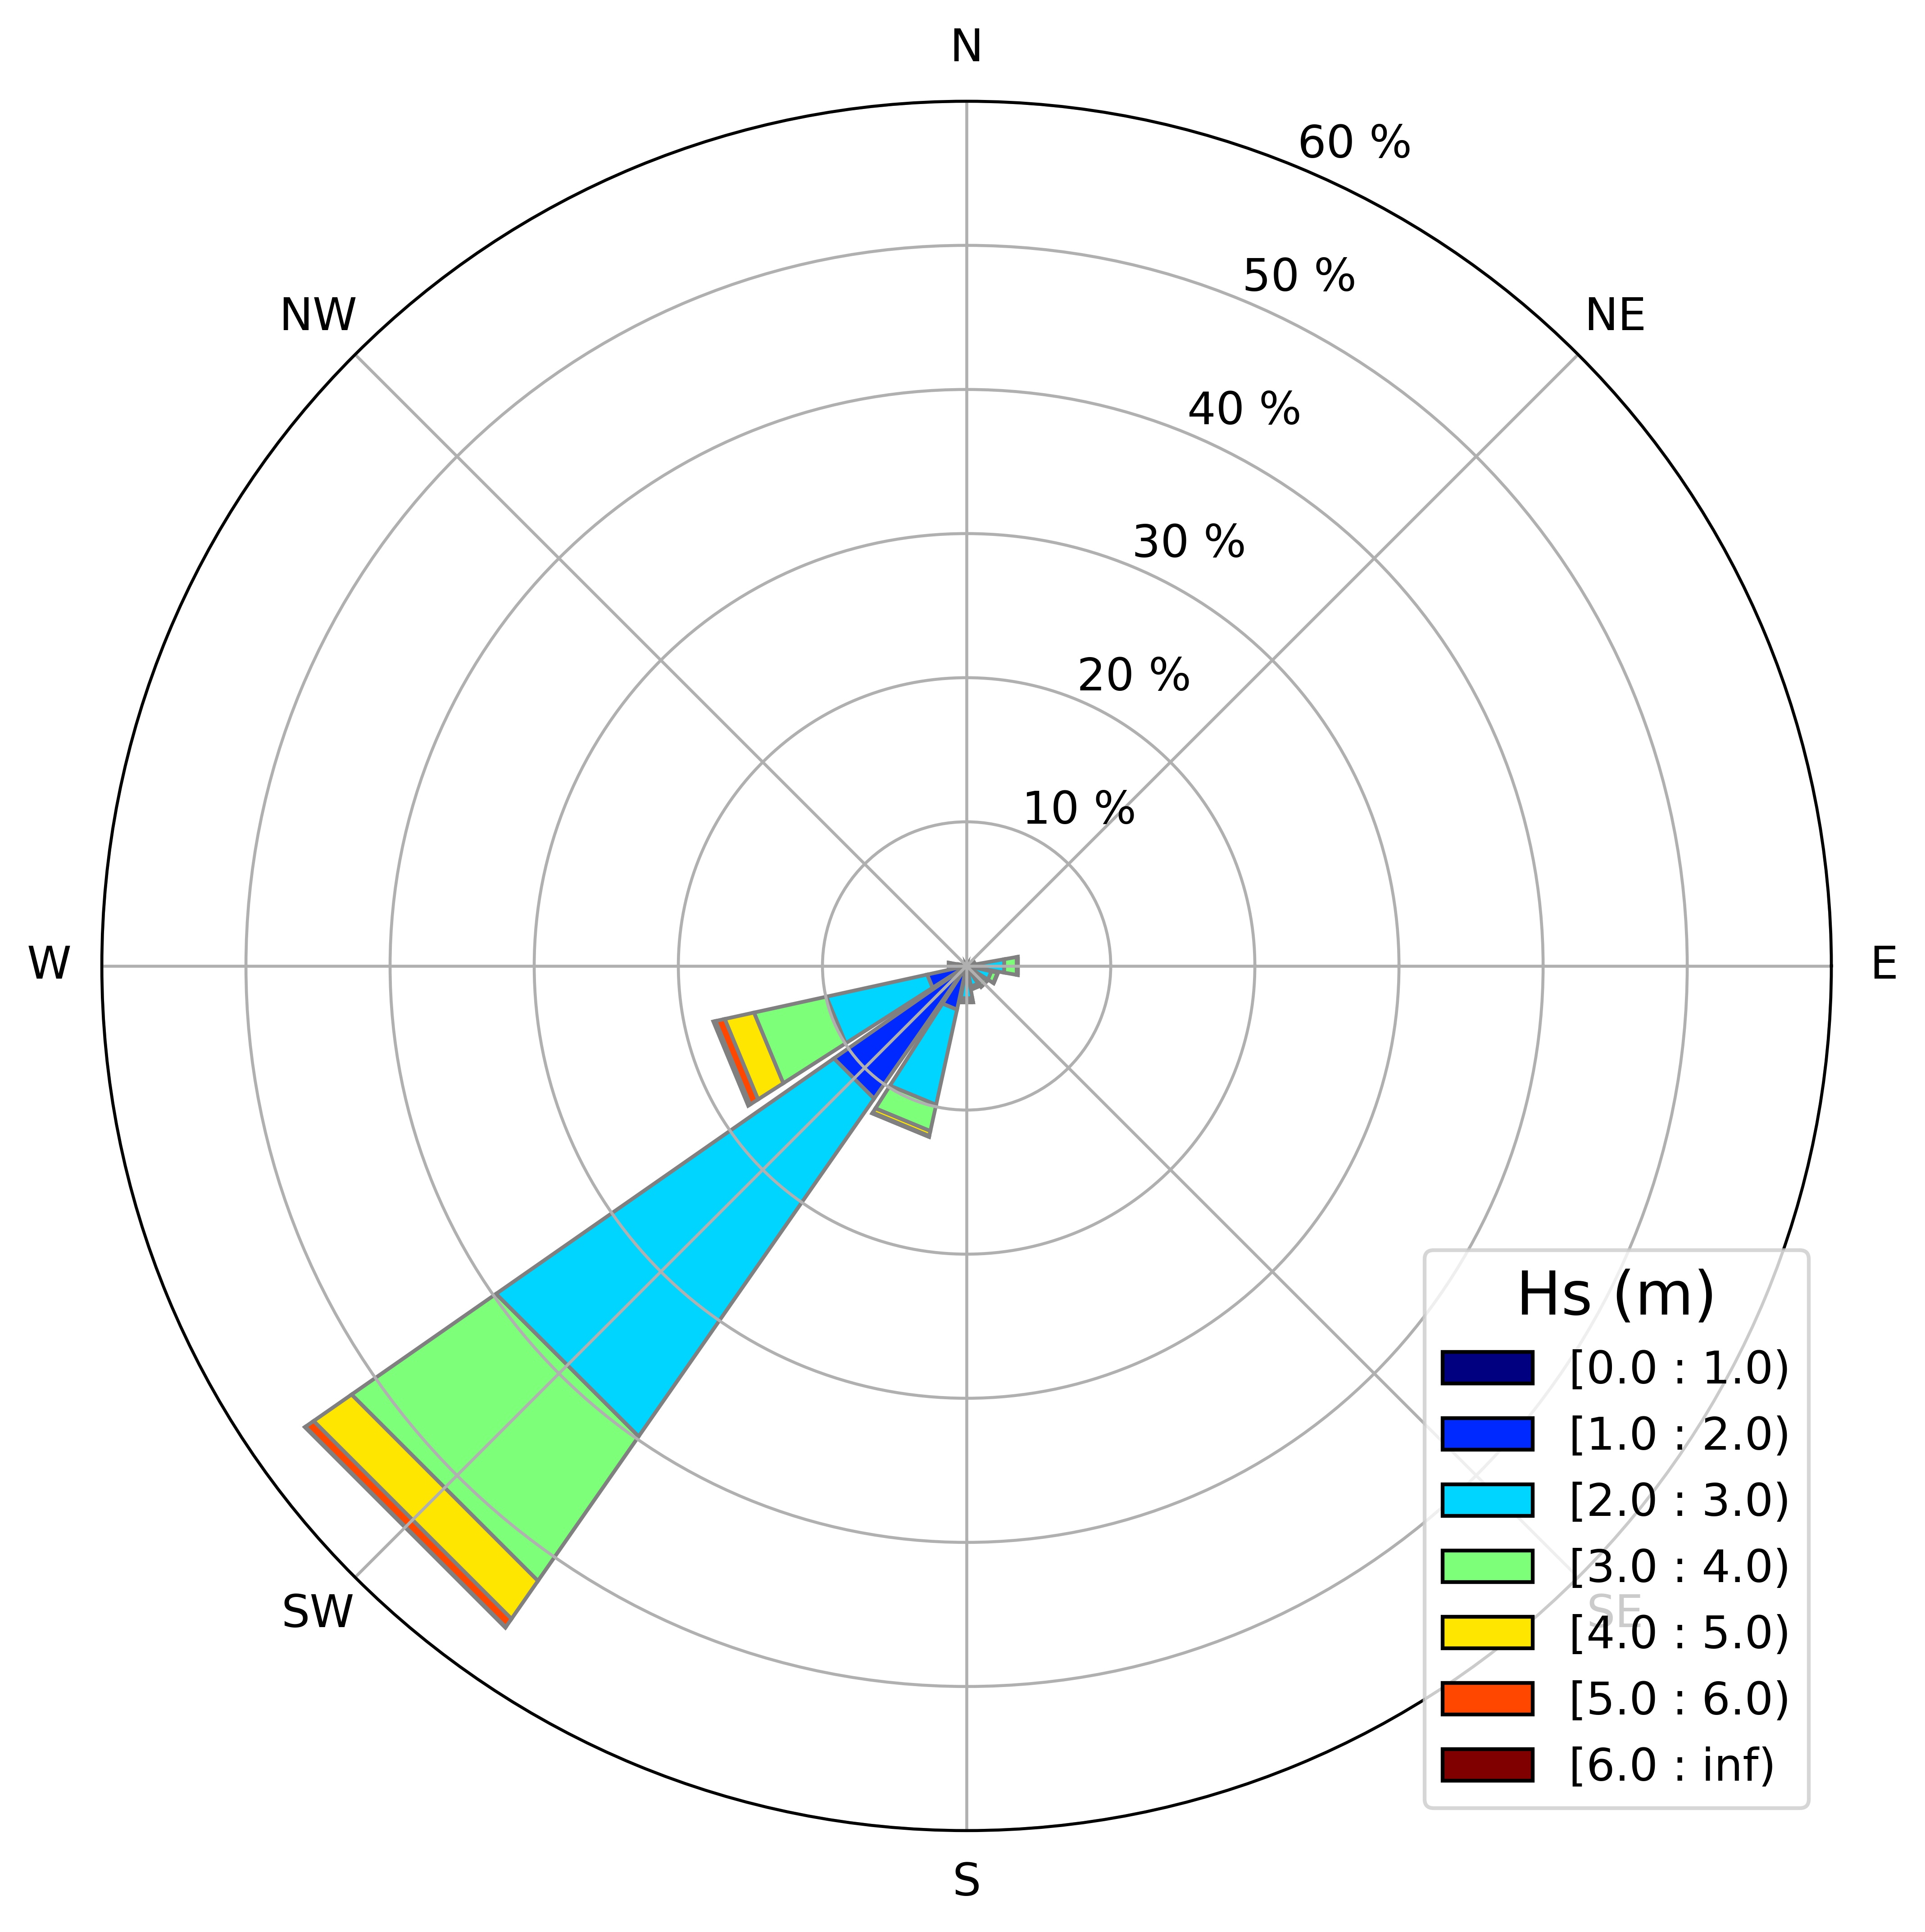 N
60 %
50 %
NW
NE
40 %
30 %
20 %
10 %
W
E
Hs (m)
[0.0 : 1.0)
[1.0 : 2.0)
[2.0 : 3.0)
[3.0 : 4.0)
SW
SE
[4.0 : 5.0)
[5.0 : 6.0)
[6.0 : inf)
S